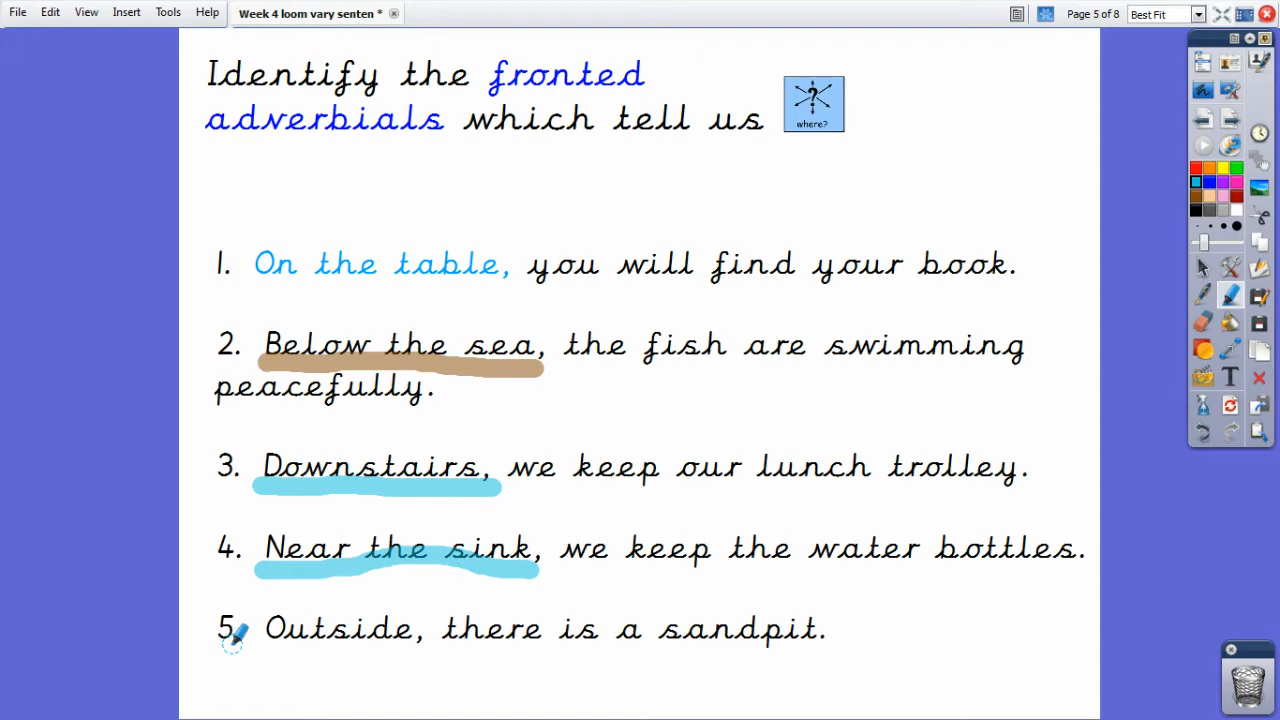 File Edit View Insert Tools Help Week 4 loom vary senten * Page 5 of 8 Best Fit
Identify the fronted
adverbials which tell us
?
where?
1. On the table, you will find your book.
2. Below the sea, the fish are swimming
peacefully.
3. Downstairs, we keep our lunch trolley.
4. Near the sink, we keep the water bottles.
5. Outside, there is a sandpit.
T